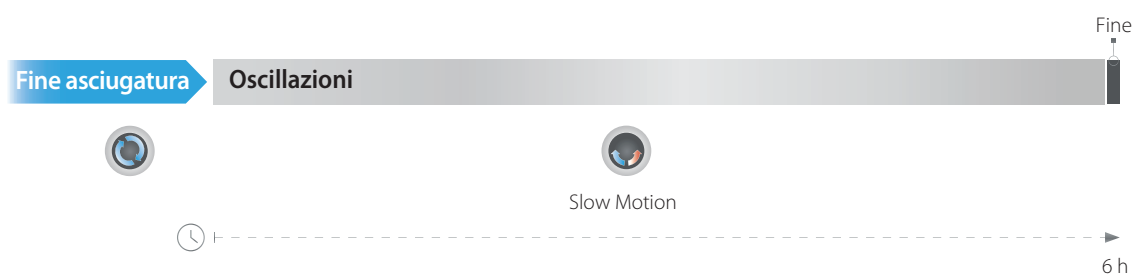 Fine
Fine asciugatura
Oscillazioni
Slow Motion
6 h